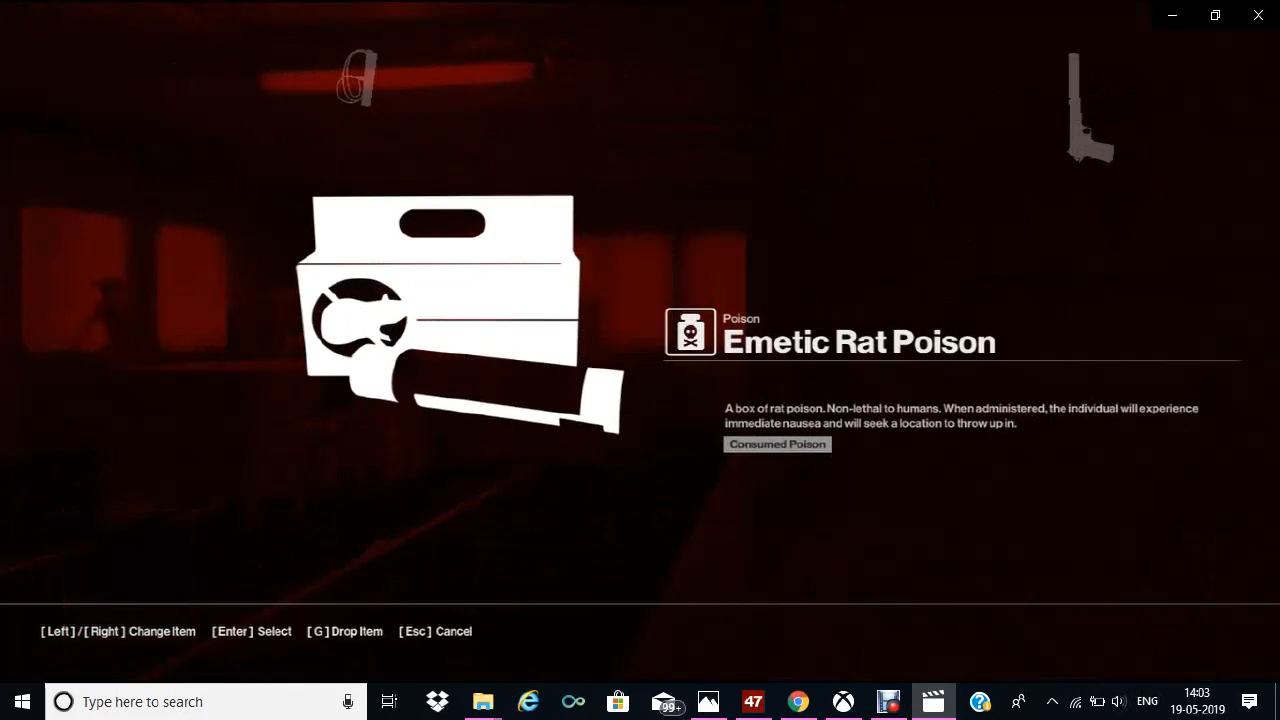 Poison
Emetic Rat Poison
A box of rat poison. Non-lethal to humans. When administered, the individual will experience
immediate nausea and will seek a location to throw up in.
Consumed Poison
[ Left ] / [ Right ] Change Item [ Enter ] Select [ G ] Drop Item [ Esc ] Cancel
Type here to search
99+
47
ENG
14:03
19-05-2019